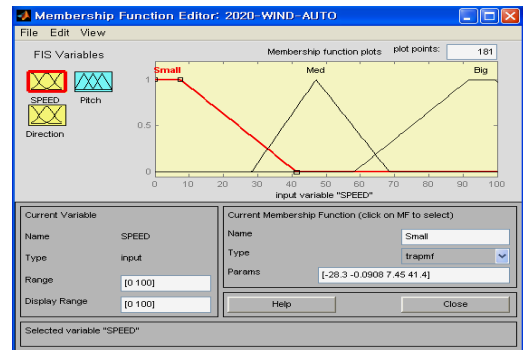 Membership Function Editor: 2020-WIND-AUTO
File Edit View
FIS Variables
SPEED Pitch
Direction
Membership function plots plot points: 181
Small Med Big
1
0.5
0
0 10 20 30 40 50 60 70 80 90 100
input variable "SPEED"
Current Variable
Name SPEED
Type input
Range [0 100]
Display Range [0 100]
Current Membership Function (click on MF to select)
Name Small
Type trapmf
Params [-28.3 -0.0908 7.45 41.4]
Help Close
Selected variable "SPEED"